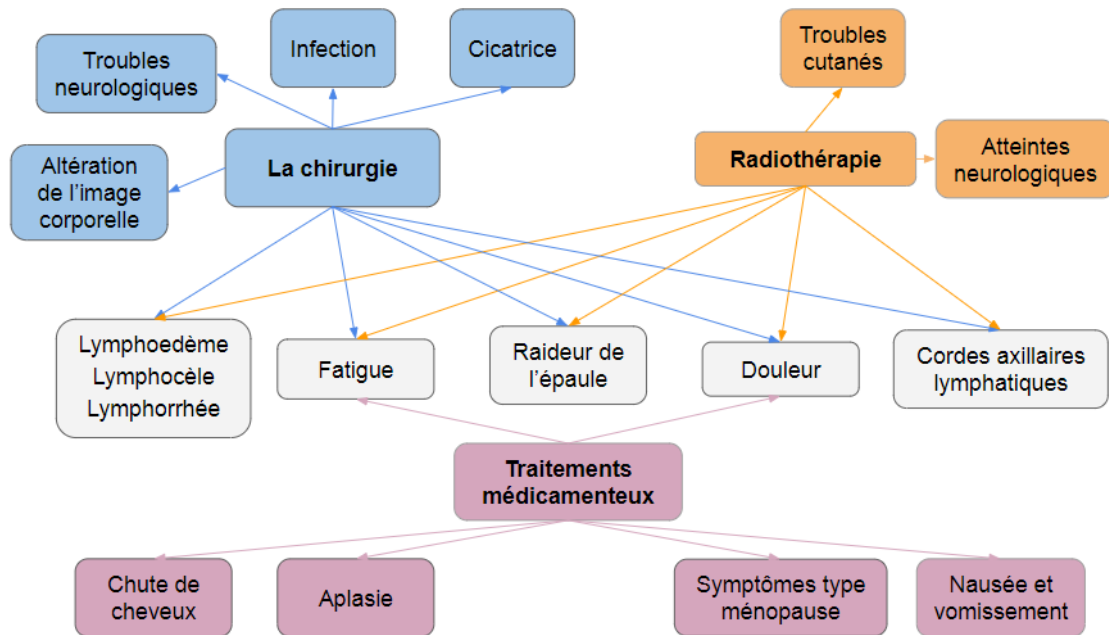 Troubles
neurologiques
Infection
Cicatrice
Troubles
cutanés
Altération
de l'image
corporelle
La chirurgie
Radiothérapie
Atteintes
neurologiques
Lymphoedème
Lymphocèle
Lymphorrhée
Fatigue
Raideur de
l'épaule
Douleur
Cordes axillaires
lymphatiques
Traitements
médicamenteux
Chute de
cheveux
Aplasie
Symptômes type
ménopause
Nausée et
vomissement